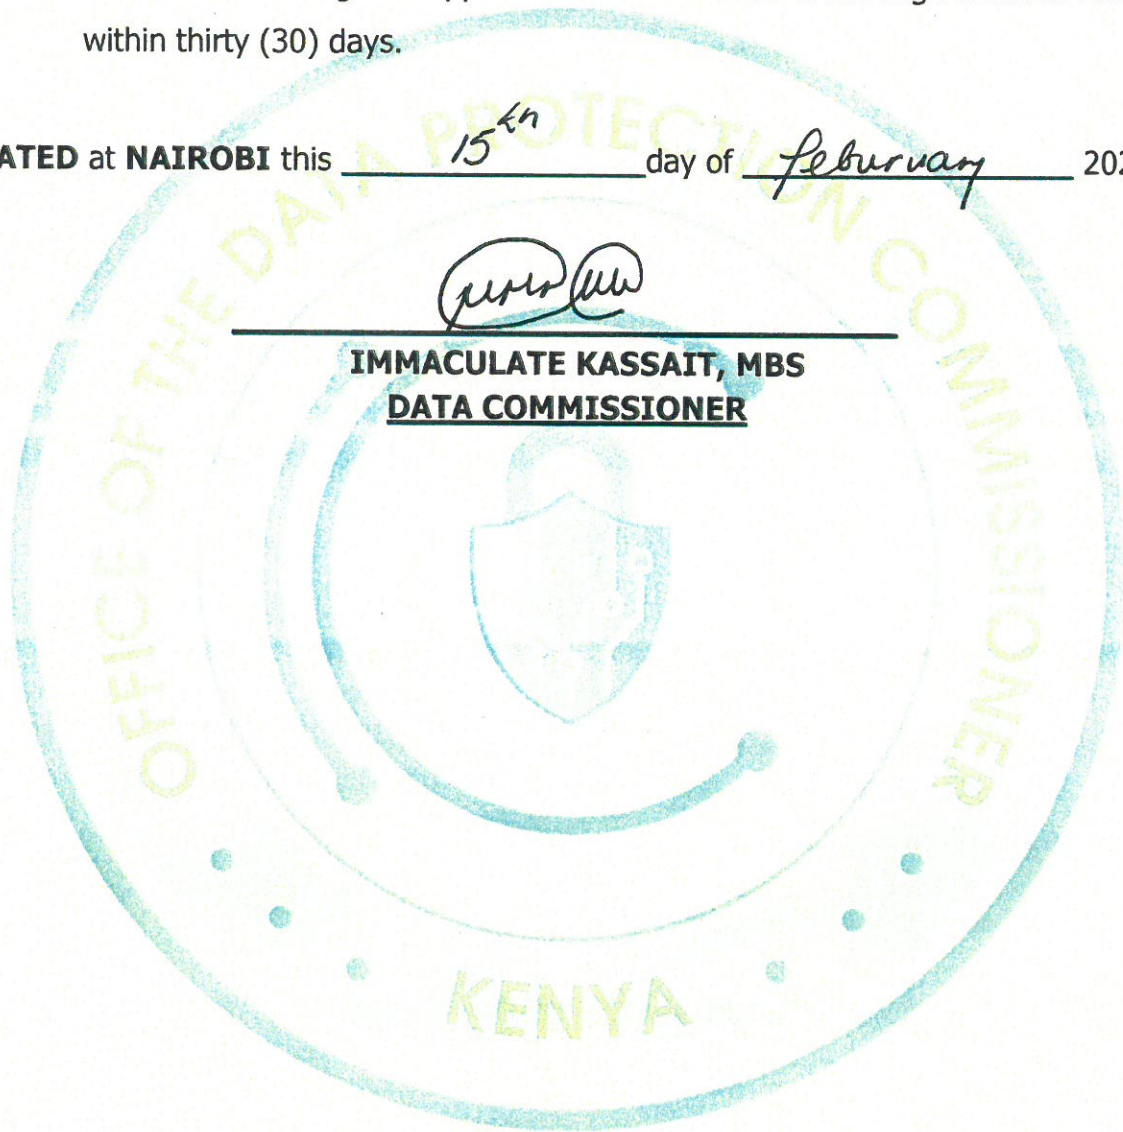 within thirty (30) days.
ATED at NAIROBI this 15th day of feburuary 202
IMMACULATE KASSAIT, MBS
DATA COMMISSIONER
OFFICE OF THE DATA PROTECTION COMMISSIONER
KENYA